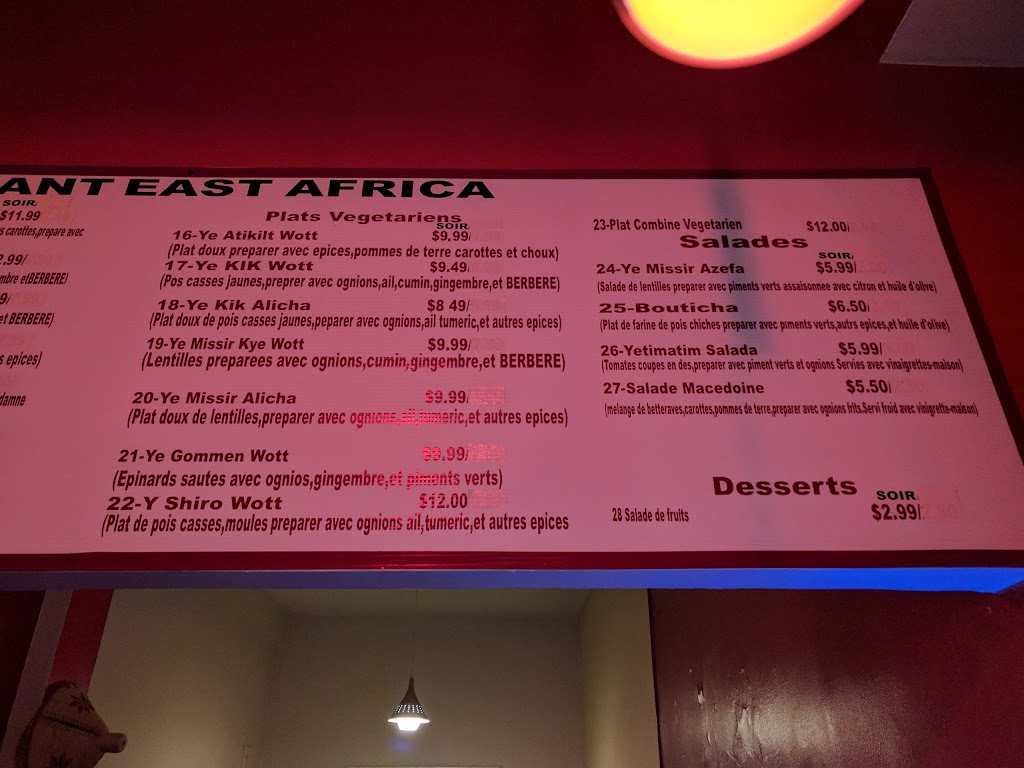 ANT EAST AFRICA
SOIR/
$11.99
s carottes,prepare avec
2.99/
mbre etBERBERE)
9/
et BERBERE)
s epices)
damne
Plats Vegetariens
SOIR/
16-Ye Atikilt Wott $9.99/
(Plat doux preparer avec epices,pommes de terre carottes et choux)
17-Ye KIK Wott $9.49/
(Pos casses jaunes,preprer avec ognions,ail,cumin,gingembre,et BERBERE)
18-Ye Kik Alicha $8 49/
(Plat doux de pois casses jaunes,peparer avec ognions,ail tumeric,et autres epices)
19-Ye Missir Kye Wott $9.99/
(Lentilles preparees avec ognions,cumin,gingembre,et BERBERE)
20-Ye Missir Alicha $9.99/
(Plat doux de lentilles,preparer avec ognions,ail,tumeric,et autres epices)
21-Ye Gommen Wott $9.99/
(Epinards sautes avec ognios,gingembre,et piments verts)
22-Y Shiro Wott $12.00
(Plat de pois casses,moules preparer avec ognions ail,tumeric,et autres epices
23-Plat Combine Vegetarien $12.00/
Salades
SOIR/
24-Ye Missir Azefa $5.99/
(Salade de lentilles preparer avec piments verts assaisonnee avec citron et huile d'olive)
25-Bouticha $6.50/
(Plat de farine de pois chiches preparer avec pıments verts,autrs epices,et huile d'olive)
26-Yetimatim Salada $5.99/
(Tomates coupes en des,preparer avec piment verts et ognions Servies avec vinaigrettes-maison)
27-Salade Macedoine $5.50/
(melange de betteraves,carottes,pommes de terre,preparer avec ognions frits.Servi froid avec vinigrette-maison)
Desserts
SOIR/
28 Salade de fruits $2.99/